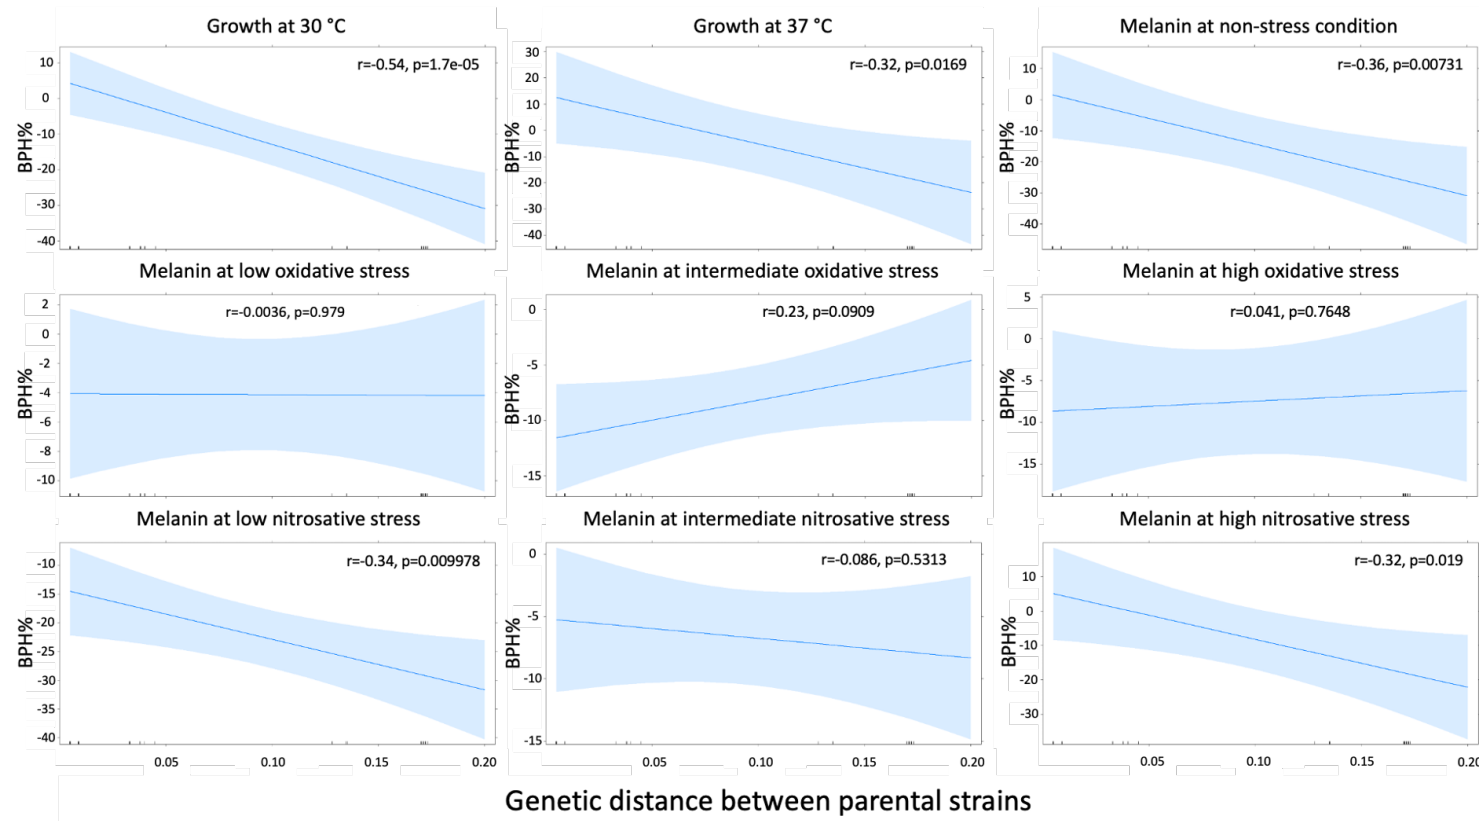 Growth at 30 °C
r=-0.54, p=1.7e-05
BPH%
10
0
-10
-20
-30
-40
Growth at 37 °C
r=-0.32, p=0.0169
BPH%
30
20
10
0
-10
-20
-30
-40
Melanin at non-stress condition
r=-0.36, p=0.00731
BPH%
10
0
-10
-20
-30
-40
Melanin at low oxidative stress
r=-0.0036, p=0.979
BPH%
2
0
-2
-4
-6
-8
-10
Melanin at intermediate oxidative stress
r=0.23, p=0.0909
BPH%
0
-5
-10
-15
Melanin at high oxidative stress
r=0.041, p=0.7648
BPH%
5
0
-5
-10
-15
Melanin at low nitrosative stress
r=-0.34, p=0.009978
BPH%
-10
-15
-20
-25
-30
-35
-40
0.05 0.10 0.15 0.20
Melanin at intermediate nitrosative stress
r=-0.086, p=0.5313
BPH%
0
-5
-10
-15
0.05 0.10 0.15 0.20
Melanin at high nitrosative stress
r=-0.32, p=0.019
BPH%
10
0
-10
-20
-30
0.05 0.10 0.15 0.20
Genetic distance between parental strains